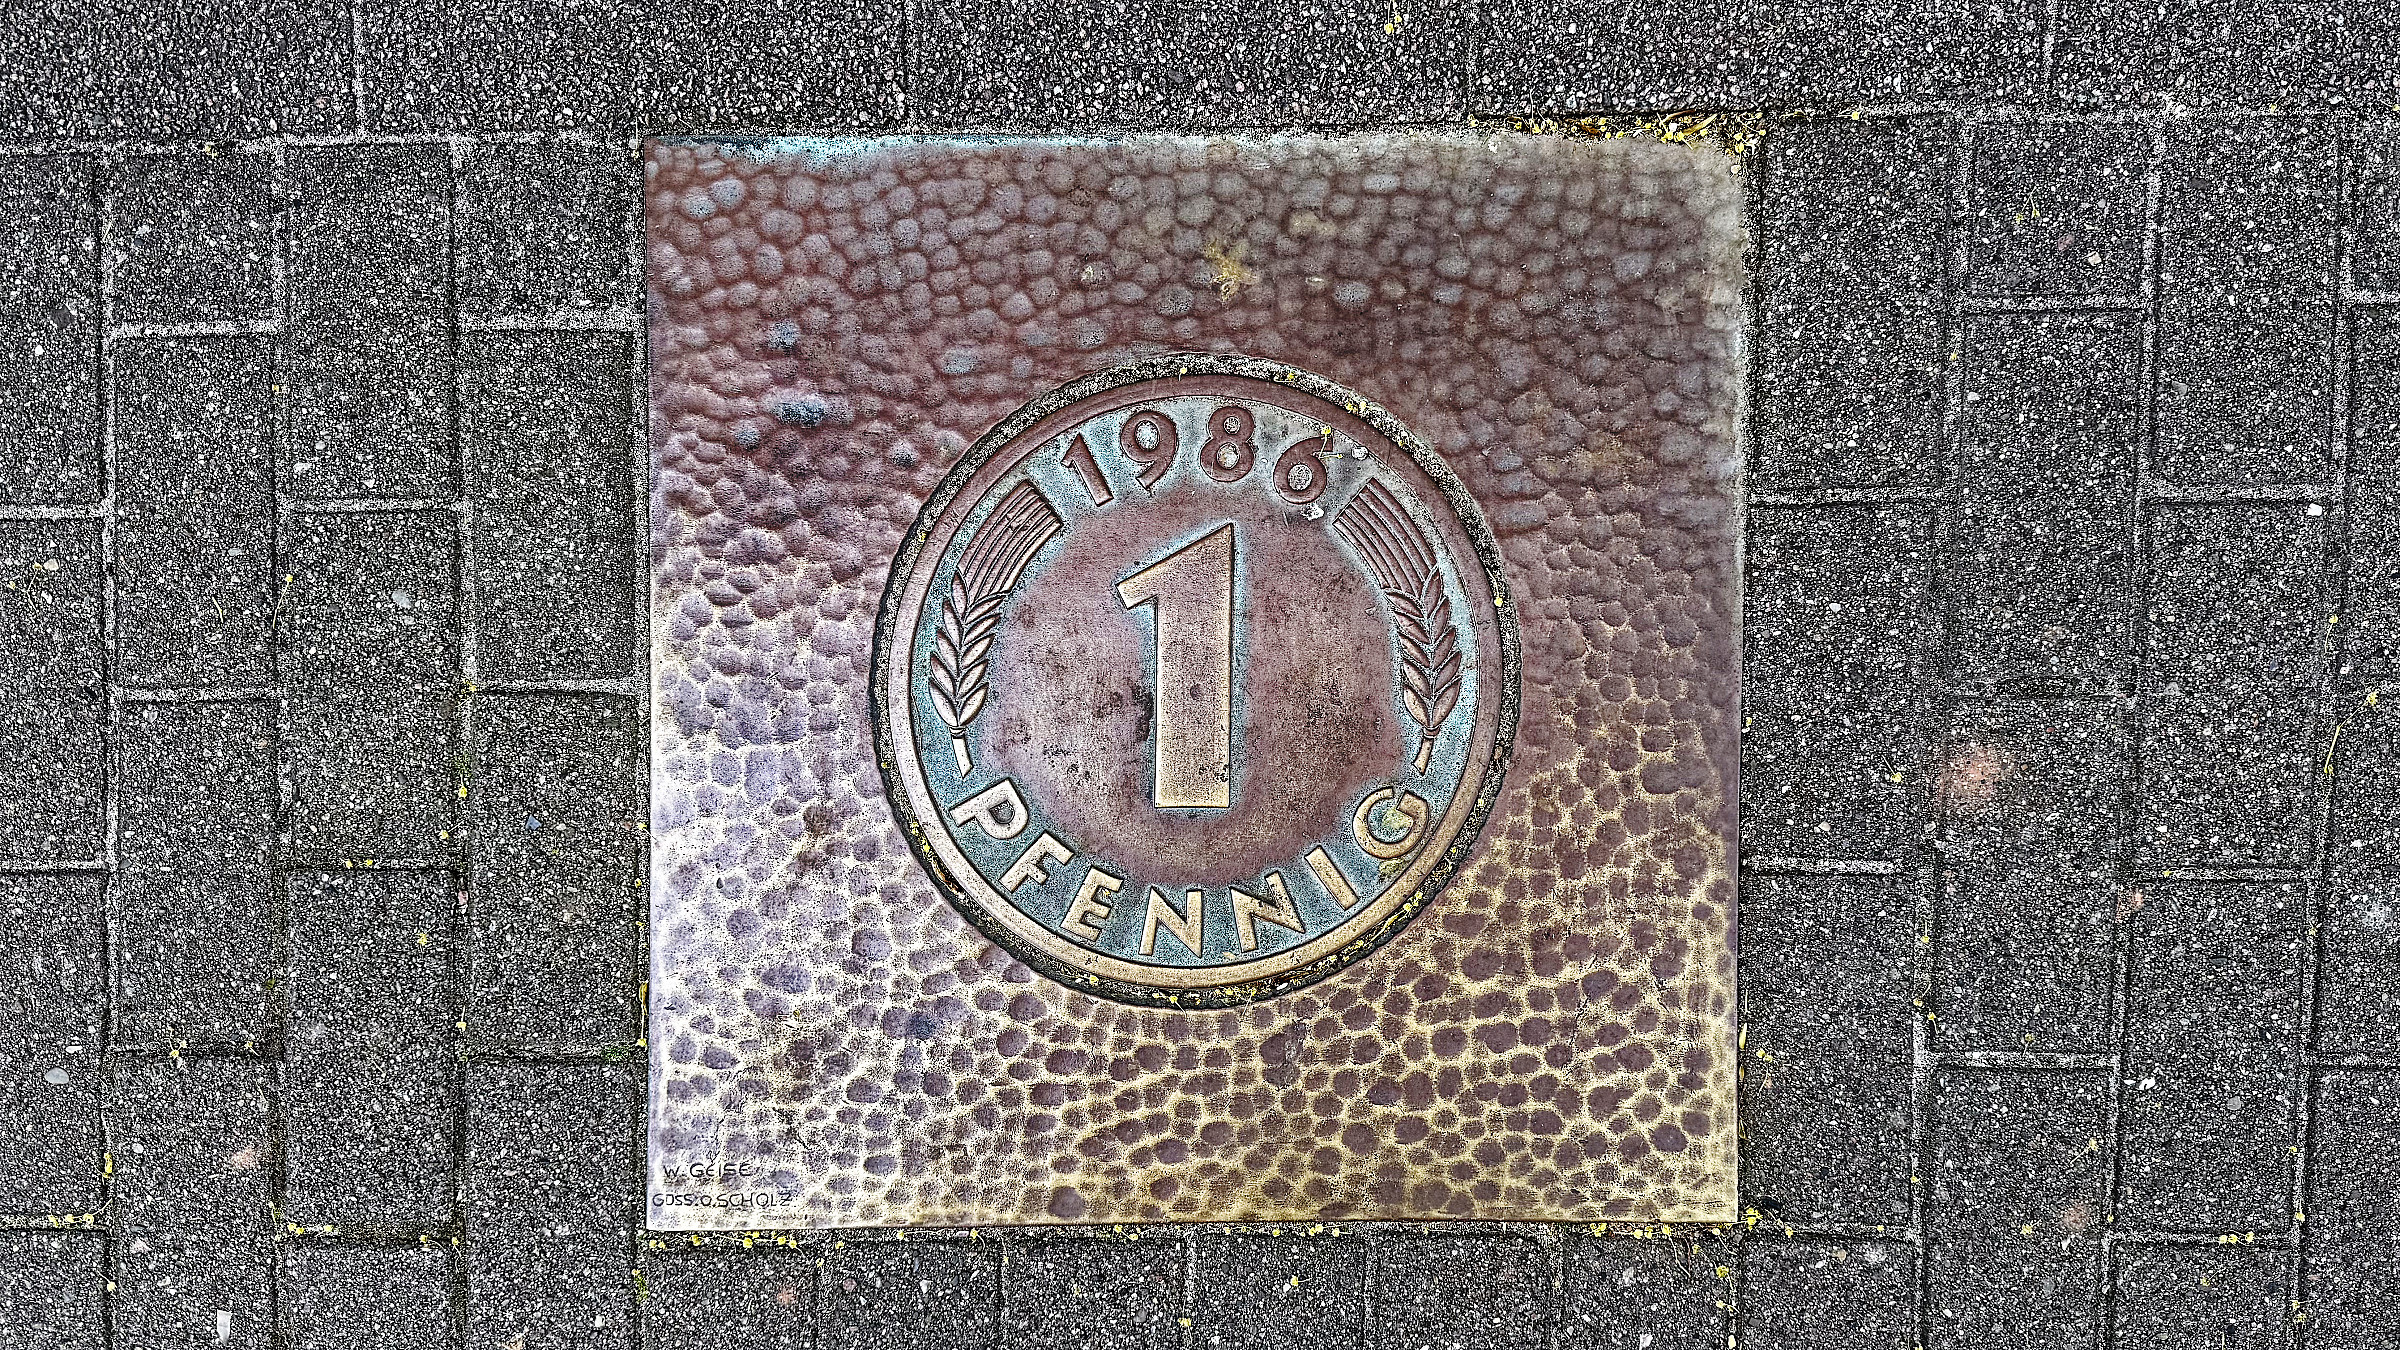 1986
1
PFENNIG
W. GEISE
GUSS: O. SCHOLZ